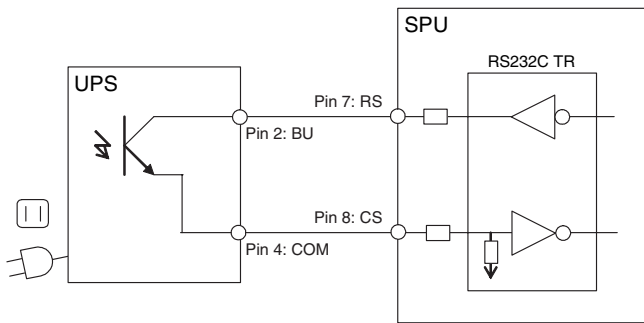 SPU
RS232C TR
UPS
Pin 7: RS
Pin 2: BU
Pin 8: CS
Pin 4: COM